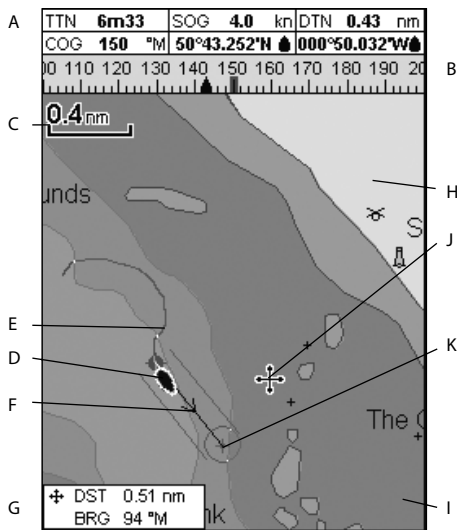 A TTN 6m33 SOG 4.0 kn DTN 0.43 nm
COG 150 °M 50°43.252'N 000°50.032'W
00 110 120 130 140 150 160 170 180 190 20 B
C 0.4nm
unds
H
S
J
E
K
D
F
The
G DST 0.51 nm
BRG 94 °M
nk
I